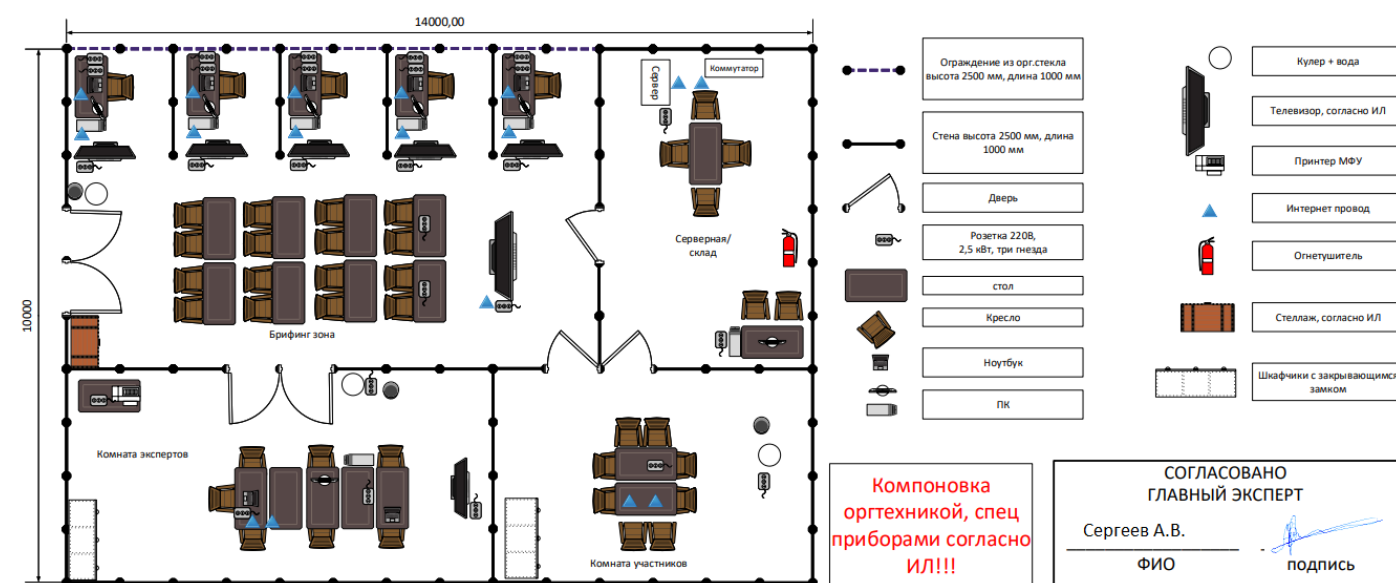 14000,00
10000
Сервер
Коммутатор
Серверная/
склад
Брифинг зона
Комната экспертов
Комната участников
Ограждение из орг.стекла
высота 2500 мм, длина
1000 мм
Стена высота 2500 мм, длина
1000 мм
Дверь
Розетка 220В,
2,5 кВт, три гнезда
стол
Кресло
Ноутбук
ПК
Кулер + вода
Телевизор, согласно ИЛ
Принтер МФУ
Интернет провод
Огнетушитель
Стеллаж, согласно ИЛ
Шкафчики с закрывающимся
замком
Компоновка
оргтехникой, спец
приборами согласно
ИЛ!!!
СОГЛАСОВАНО
ГЛАВНЫЙ ЭКСПЕРТ
Сергеев А.В.
ФИО подпись